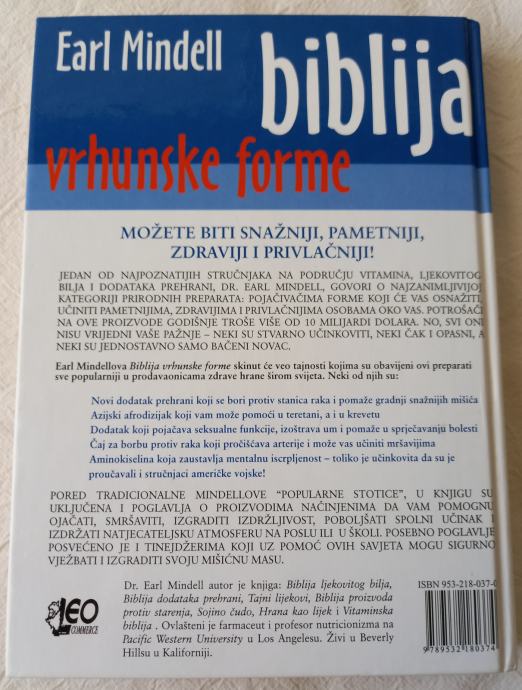 Earl Mindell
biblija
vrhunske forme
MOŽETE BITI SNAŽNIJI, PAMETNIJI,
ZDRAVIJI I PRIVLAČNIJI!
JEDAN OD NAJPOZNATIJIH STRUČNJAKA NA PODRUČJU VITAMINA, LJEKOVITOG
BILJA I DODATAKA PREHRANI, DR. EARL MINDELL, GOVORI O NAJZANIMLJIVIJOJ
KATEGORIJI PRIRODNIH PREPARATA: POJAČIVAČIMA FORME KOJI ĆE VAS OSNAŽITI,
UČINITI PAMETNIJIMA, ZDRAVIJIMA I PRIVLAČNIJIMA OSOBAMA OKO VAS. POTROŠAČI
NA OVE PROIZVODE GODIŠNJE TROŠE VIŠE OD 10 MILIJARDI DOLARA. NO, SVI ONI
NISU VRIJEDNI VAŠE PAŽNJE – NEKI SU STVARNO UČINKOVITI, NEKI ČAK I OPASNI, A
NEKI SU JEDNOSTAVNO SAMO BAČENI NOVAC.
Earl Mindellova Biblija vrhunske forme skinut će veo tajnosti kojima su obavijeni ovi preparati
sve popularniji u prodavaonicama zdrave hrane širom svijeta. Neki od njih su:
Novi dodatak prehrani koji se bori protiv stanica raka i pomaže gradnji snažnijih mišića
Azijski afrodizijak koji vam može pomoći u teretani, a i u krevetu
Dodatak koji pojačava seksualne funkcije, izoštrava um i pomaže u sprječavanju bolesti
Čaj za borbu protiv raka koji pročišćava arterije i može vas učiniti mršavijima
Aminokiselina koja zaustavlja mentalnu iscrpljenost – toliko je učinkovita da su je
proučavali i stručnjaci američke vojske!
PORED TRADICIONALNE MINDELLOVE “POPULARNE STOTICE”, U KNJIGU SU
UKLJUČENA I POGLAVLJA O PROIZVODIMA NAČINJENIMA DA VAM POMOGNU
OJAČATI, SMRŠAVITI, IZGRADITI IZDRŽLJIVOST, POBOLJŠATI SPOLNI UČINAK I
IZDRŽATI NATJECATELJSKU ATMOSFERU NA POSLU ILI U ŠKOLI. POSEBNO POGLAVLJE
POSVEĆENO JE I TINEJDŽERIMA KOJI UZ POMOĆ OVIH SAVJETA MOGU SIGURNO
VJEŽBATI I IZGRADITI SVOJU MIŠIĆNU MASU.
Dr. Earl Mindell autor je knjiga: Biblija ljekovitog bilja,
Biblija dodataka prehrani, Tajni lijekovi, Biblija proizvoda
protiv starenja, Sojino čudo, Hrana kao lijek i Vitaminska
biblija . Ovlašteni je farmaceut i profesor nutricionizma na
Pacific Western University u Los Angelesu. Živi u Beverly
Hillsu u Kaliforniji.
LEO
COMMERCE
ISBN 953-218-037-0
9789532180374